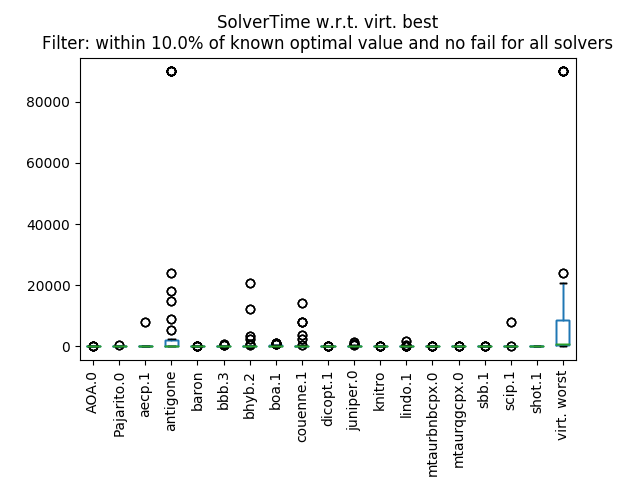 SolverTime w.r.t. virt. best
Filter: within 10.0% of known optimal value and no fail for all solvers
80000
60000
40000
20000
0
AOA.0
Pajarito.0
aecp.1
antigone
baron
bbb.3
bhyb.2
boa.1
couenne.1
dicopt.1
juniper.0
knitro
lindo.1
mtaurbnbcpx.0
mtaurqgcpx.0
sbb.1
scip.1
shot.1
virt. worst